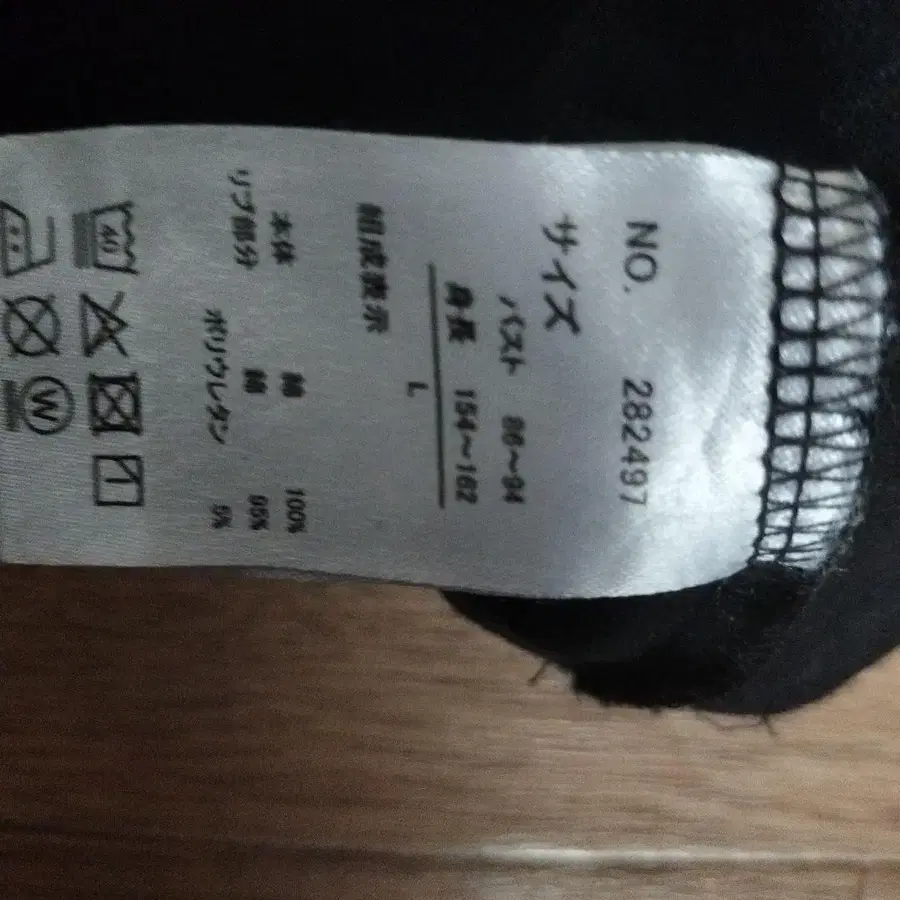 NO. 282497
サイズ
バスト 86~94
身長 154~162
L
組成表示
本体 綿 100%
リブ部分 綿 95%
ポリウレタン 5%
40
W